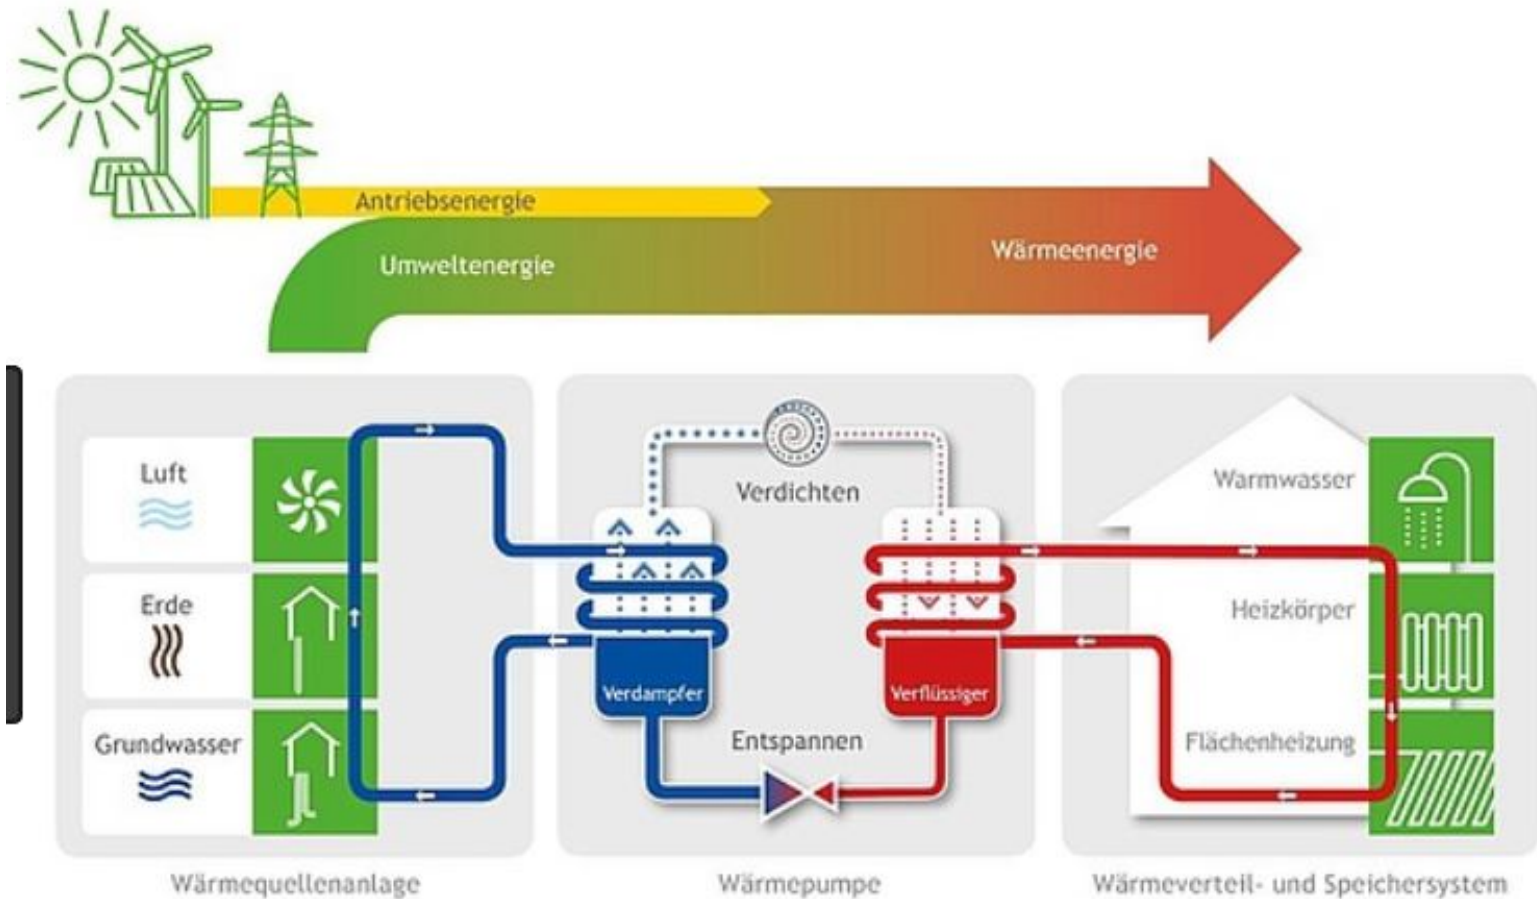 Antriebsenergie
Umweltenergie
Wärmeenergie
Luft
Erde
Grundwasser
Verdichten
Verdampfer
Verflüssiger
Entspannen
Warmwasser
Heizkörper
Flächenheizung
Wärmequellenanlage
Wärmepumpe
Wärmeverteil- und Speichersystem